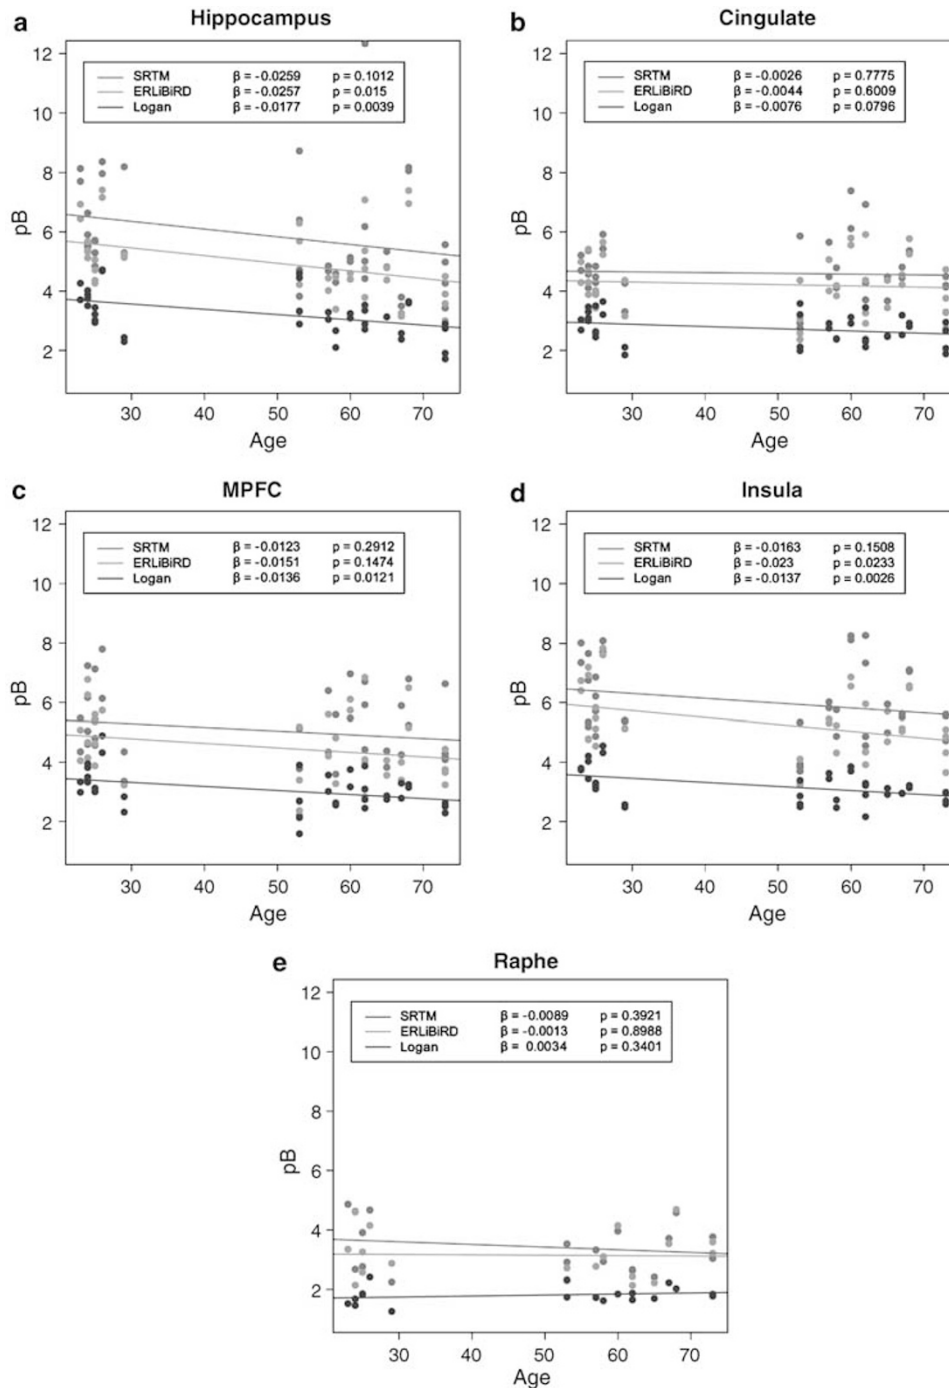 a Hippocampus
12
10
8
6
4
2
pB
SRTM β = -0.0259 p = 0.1012
ERLiBiRD β = -0.0257 p = 0.015
Logan β = -0.0177 p = 0.0039
30 40 50 60 70
Age
b Cingulate
12
10
8
6
4
2
pB
SRTM β = -0.0026 p = 0.7775
ERLiBiRD β = -0.0044 p = 0.6009
Logan β = -0.0076 p = 0.0796
30 40 50 60 70
Age
c MPFC
12
10
8
6
4
2
pB
SRTM β = -0.0123 p = 0.2912
ERLiBiRD β = -0.0151 p = 0.1474
Logan β = -0.0136 p = 0.0121
30 40 50 60 70
Age
d Insula
12
10
8
6
4
2
pB
SRTM β = -0.0163 p = 0.1508
ERLiBiRD β = -0.023 p = 0.0233
Logan β = -0.0137 p = 0.0026
30 40 50 60 70
Age
e Raphe
12
10
8
6
4
2
pB
SRTM β = -0.0089 p = 0.3921
ERLiBiRD β = -0.0013 p = 0.8988
Logan β = 0.0034 p = 0.3401
30 40 50 60 70
Age